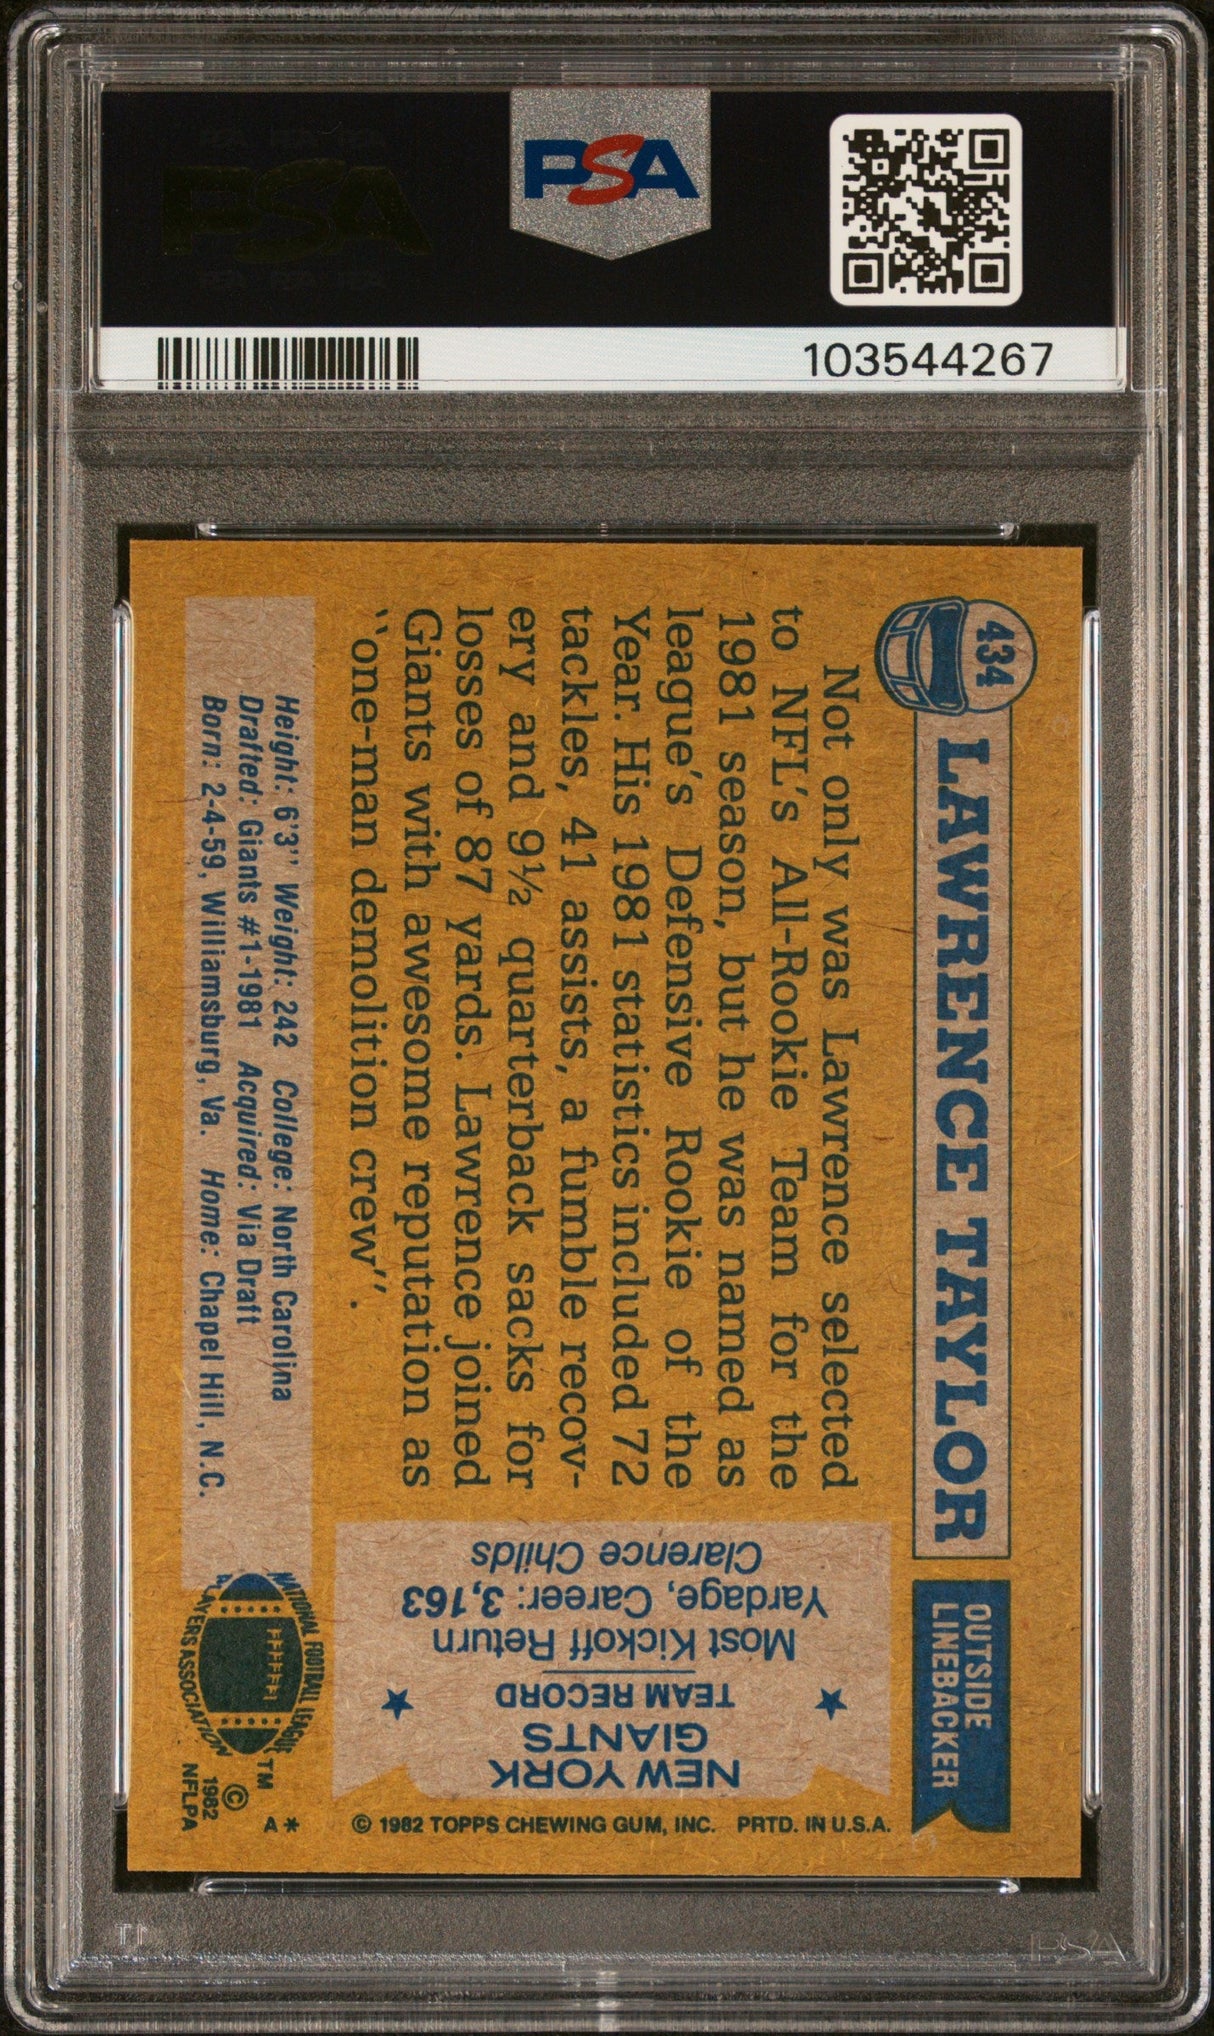 PSA
PSA
103544267
434
LAWRENCE TAYLOR
OUTSIDE
LINEBACKER
Not only was Lawrence selected
to NFL's All-Rookie Team for the
1981 season, but he was named as
league's Defensive Rookie of the
Year. His 1981 statistics included 72
tackles, 41 assists, a fumble recov-
ery and 9½ quarterback sacks for
losses of 87 yards. Lawrence joined
Giants with awesome reputation as
"one-man demolition crew".
Height: 6'3" Weight: 242 College: North Carolina
Drafted: Giants #1-1981 Acquired: Via Draft
Born: 2-4-59, Williamsburg, Va. Home: Chapel Hill, N.C.
NEW YORK
GIANTS
★ TEAM RECORD ★
Most Kickoff Return
Yardage, Career: 3,163
Clarence Childs
NATIONAL FOOTBALL LEAGUE
PLAYERS ASSOCIATION
TM
©
1982
NFLPA
A*
© 1982 TOPPS CHEWING GUM, INC. PRTD. IN U.S.A.
PSA